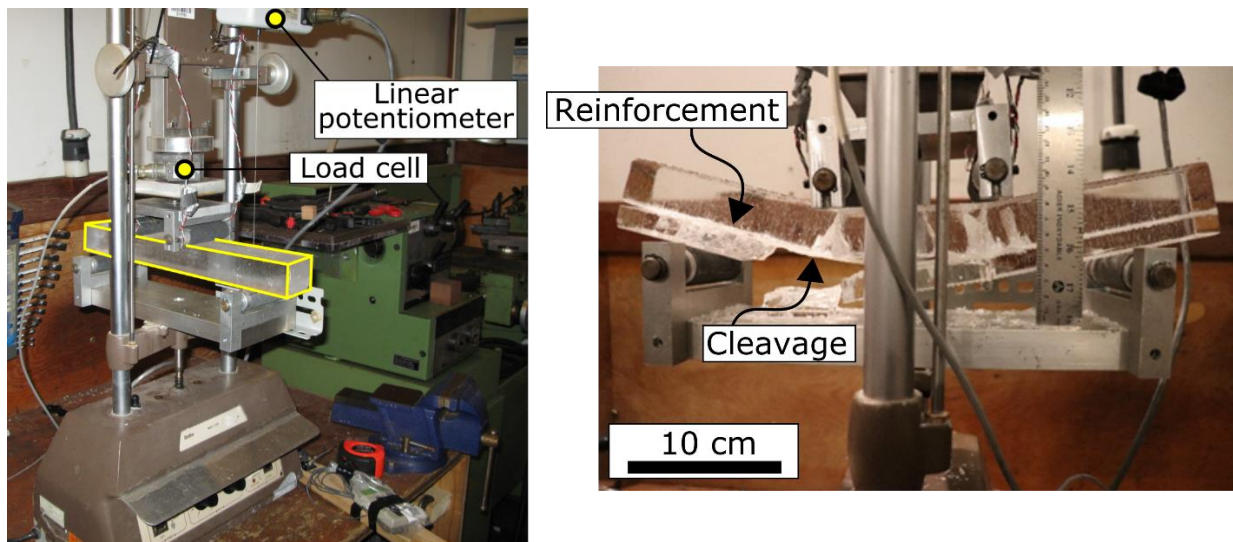 Linear
potentiometer
Load cell
Reinforcement
Cleavage
10 cm